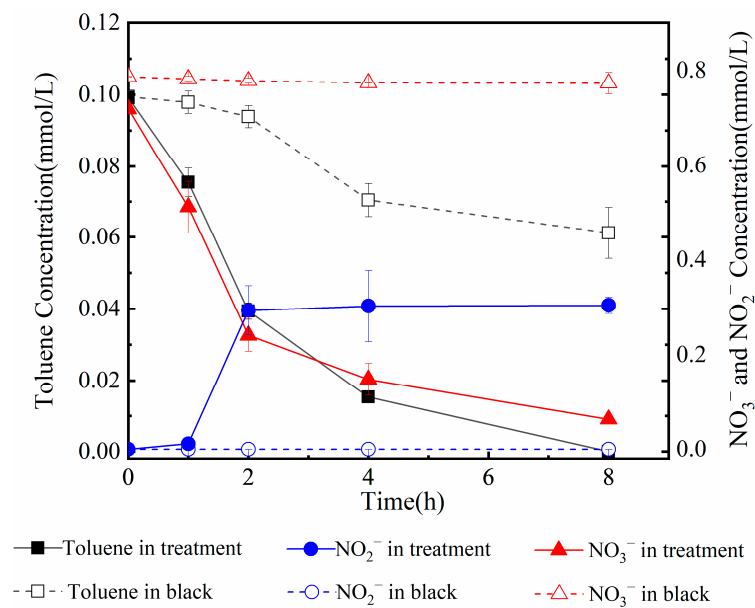 0.12
0.10
0.08
0.06
0.04
0.02
0.00
Toluene Concentration(mmol/L)
0.8
0.6
0.4
0.2
0.0
NO₃⁻ and NO₂⁻ Concentration(mmol/L)
0 2 4 6 8
Time(h)
Toluene in treatment NO₂⁻ in treatment NO₃⁻ in treatment
Toluene in black NO₂⁻ in black NO₃⁻ in black